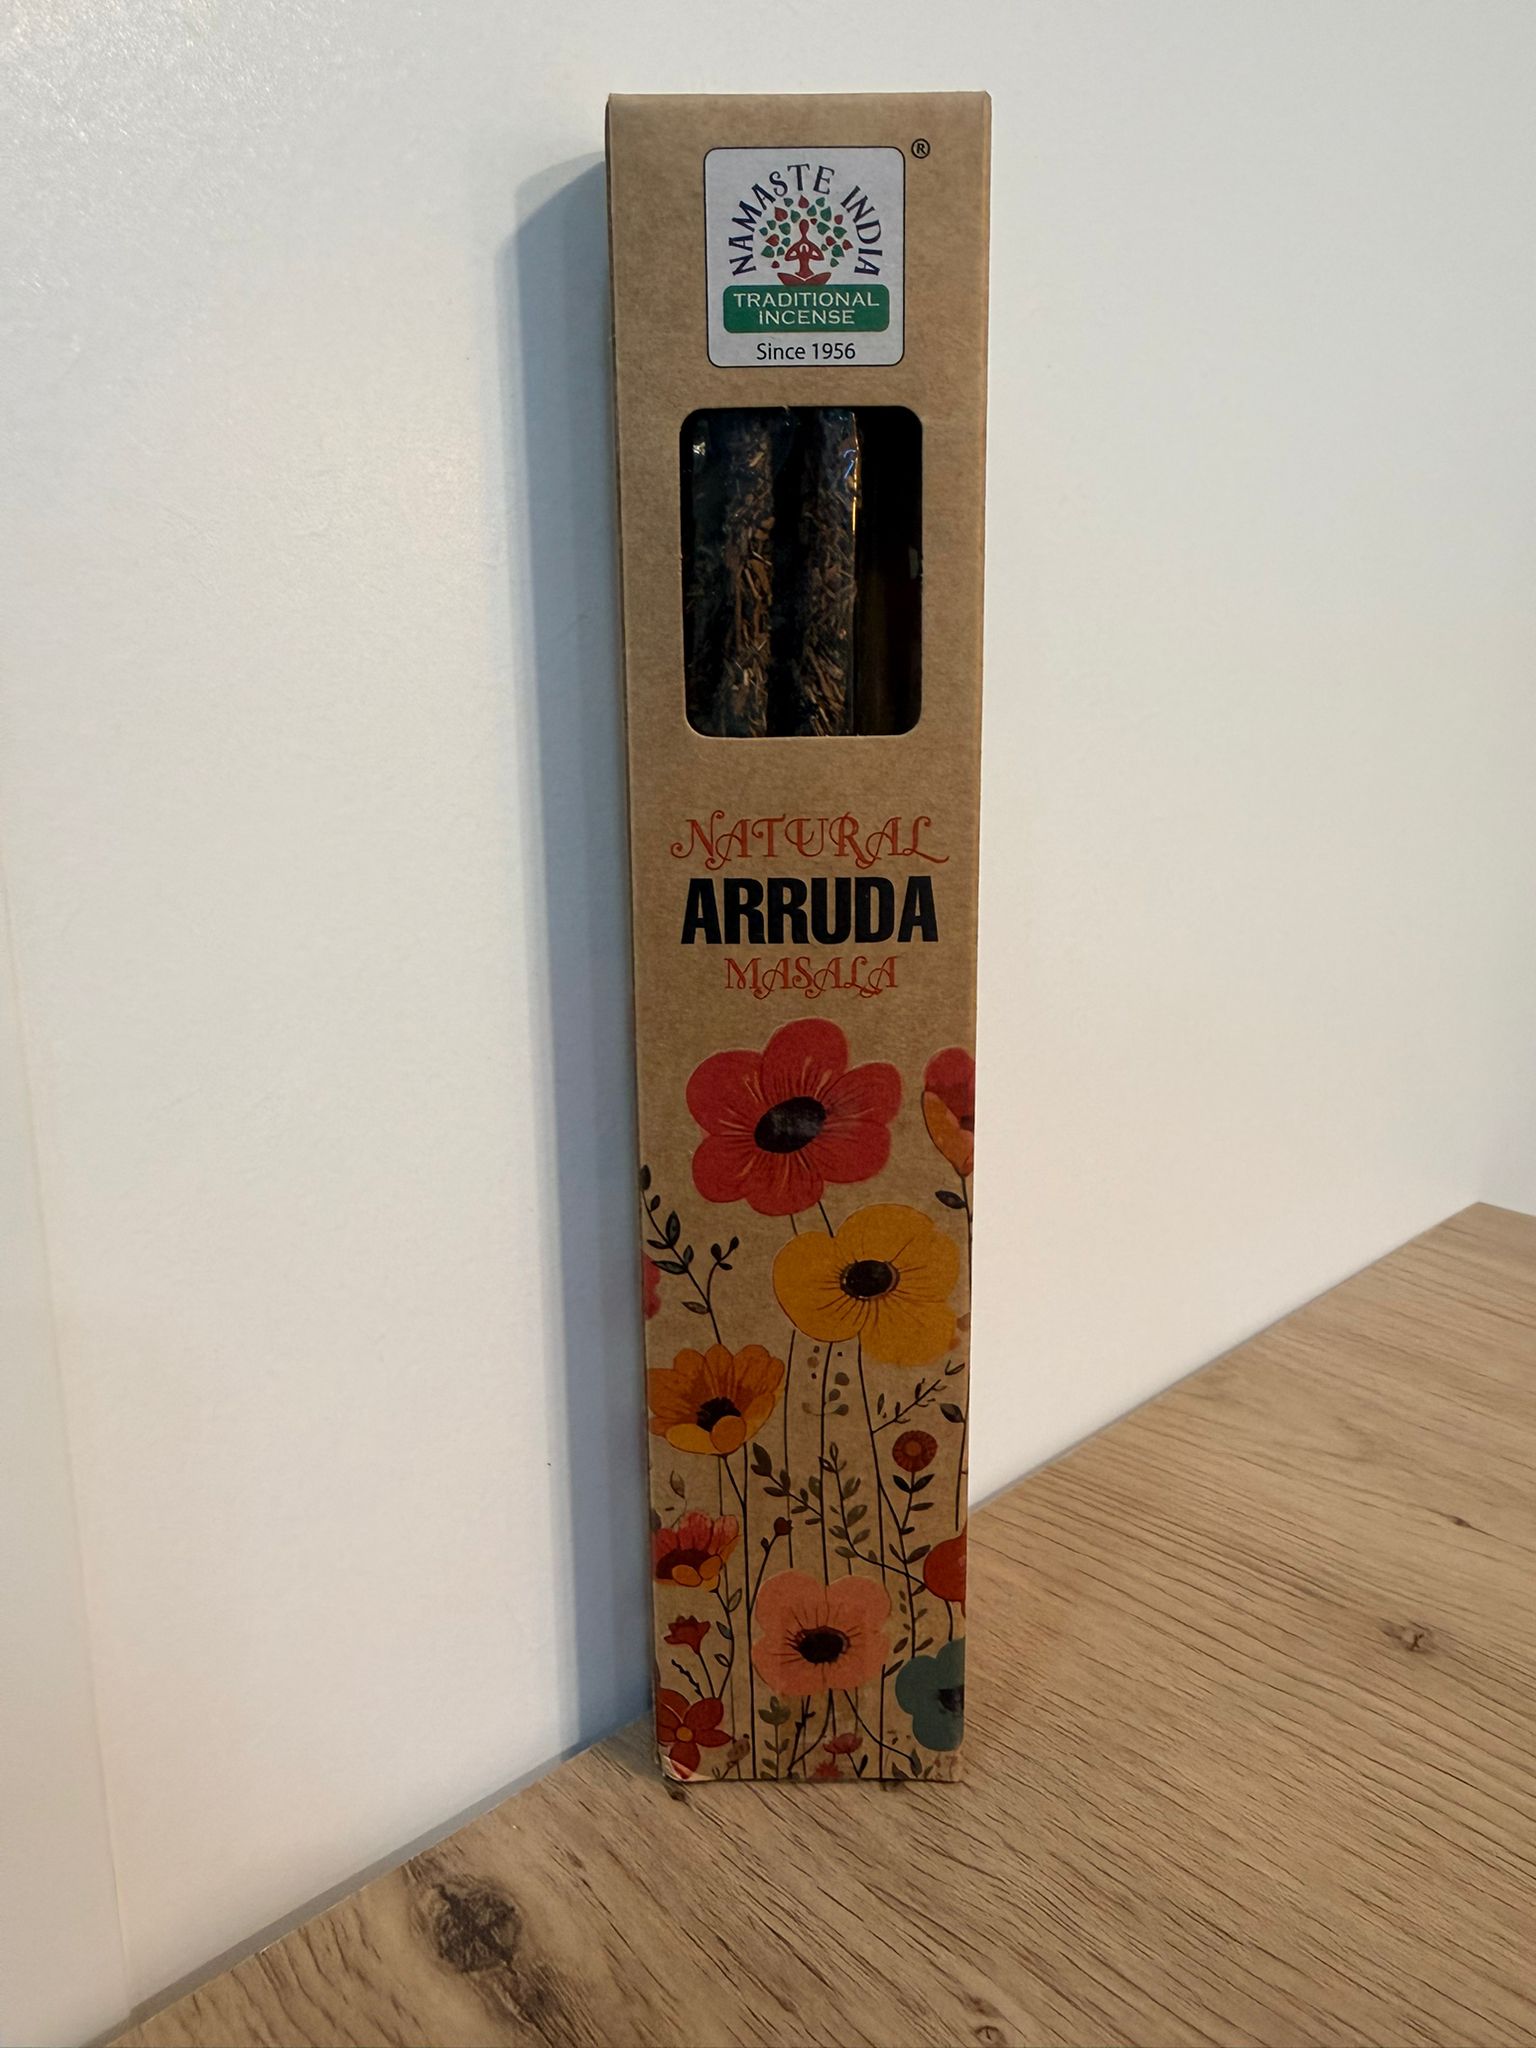 ®
NAMASTE INDIA
TRADITIONAL
INCENSE
Since 1956
NATURAL
ARRUDA
MASALA